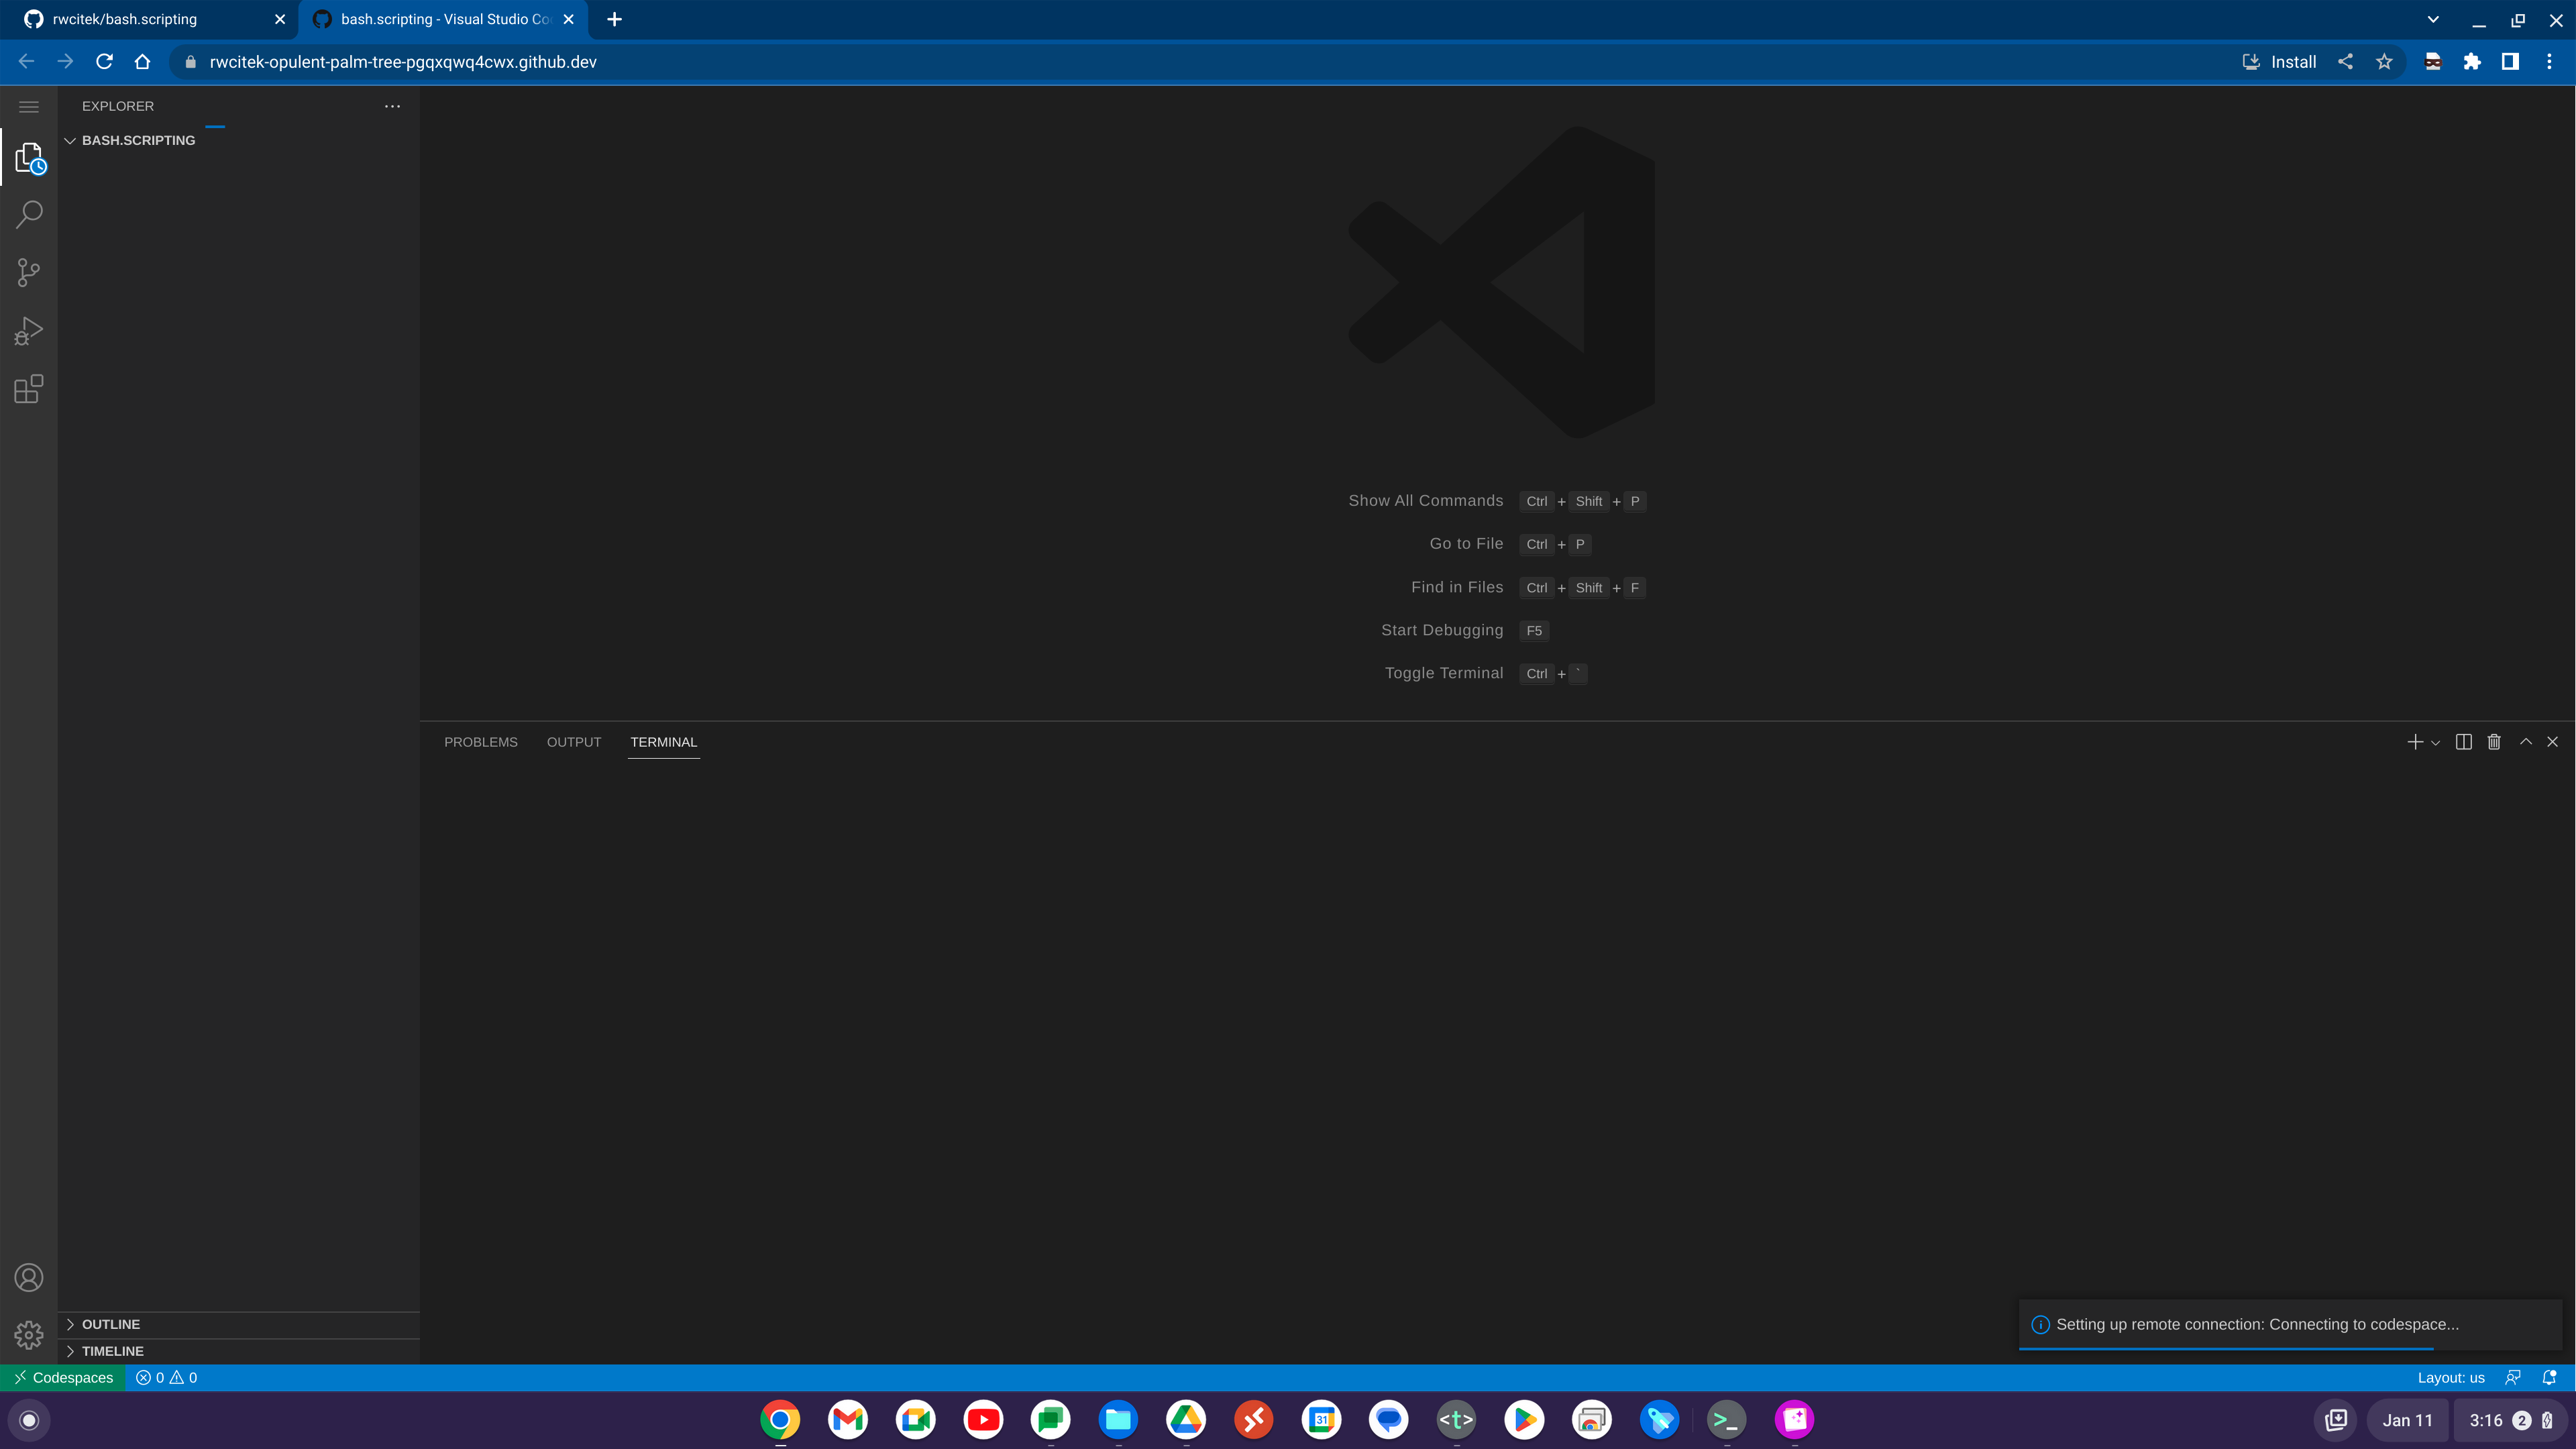 rwcitek/bash.scripting
bash.scripting - Visual Studio Co
rwcitek-opulent-palm-tree-pgqxqwq4cwx.github.dev
Install
EXPLORER
BASH.SCRIPTING
Show All Commands Ctrl + Shift + P
Go to File Ctrl + P
Find in Files Ctrl + Shift + F
Start Debugging F5
Toggle Terminal Ctrl + `
PROBLEMS OUTPUT TERMINAL
OUTLINE
TIMELINE
Setting up remote connection: Connecting to codespace...
Codespaces 0 0
Layout: us
31
<t>
>_
Jan 11
3:16 2